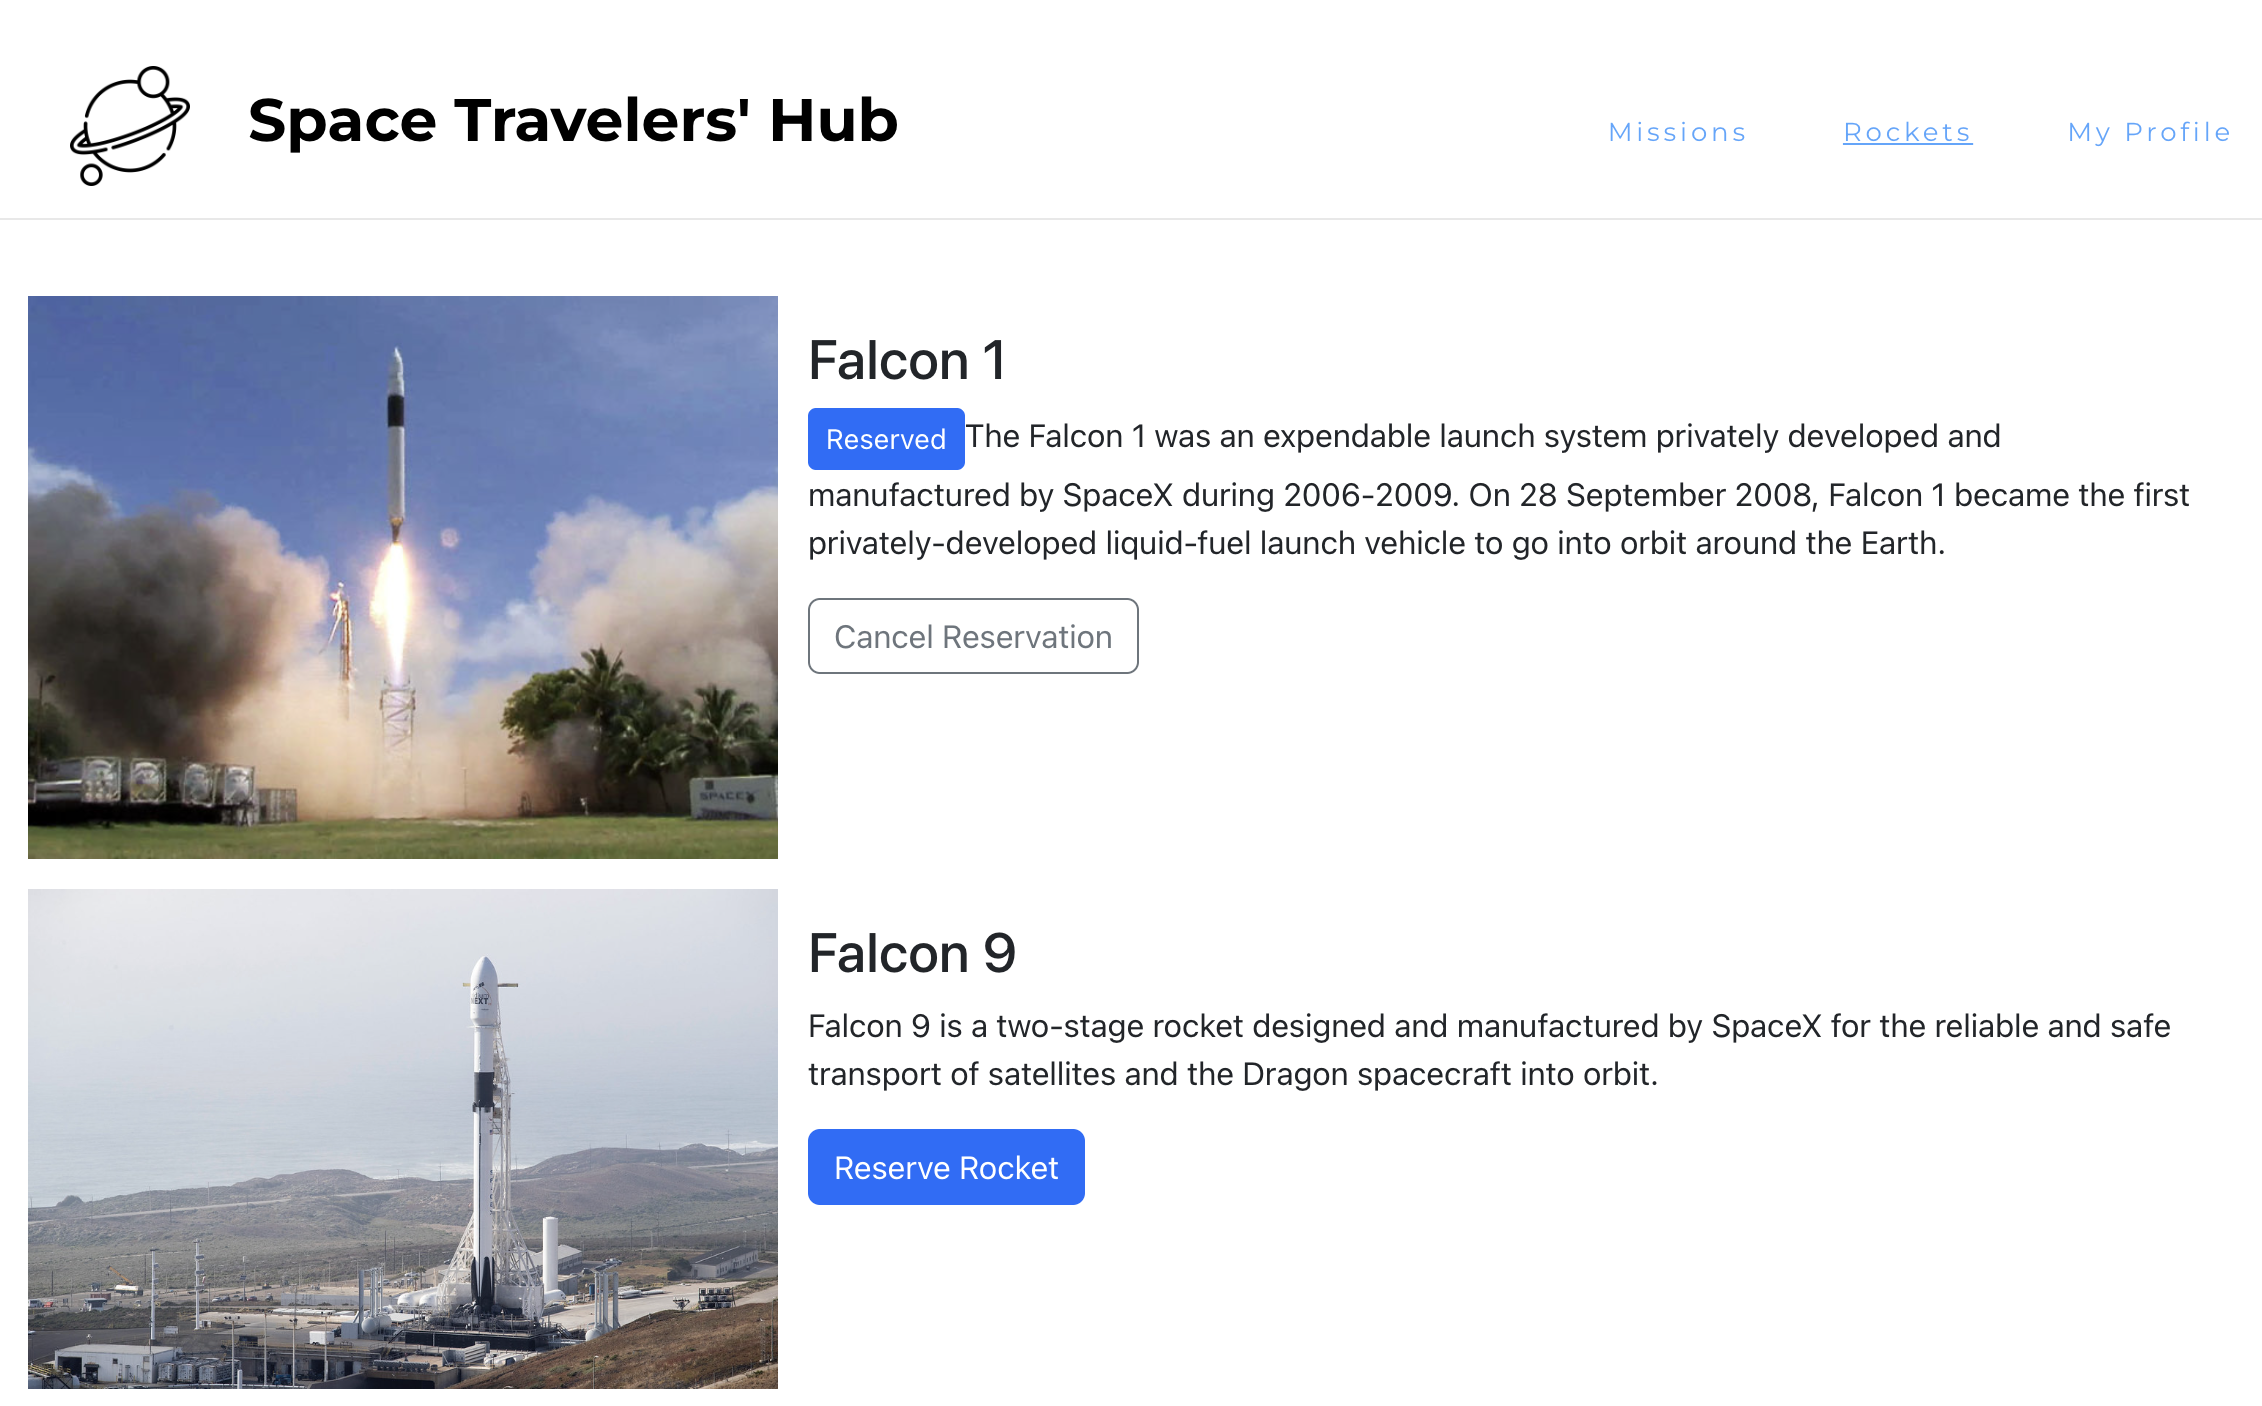 Space Travelers' Hub
Missions Rockets My Profile
Falcon 1
Reserved The Falcon 1 was an expendable launch system privately developed and
manufactured by SpaceX during 2006-2009. On 28 September 2008, Falcon 1 became the first
privately-developed liquid-fuel launch vehicle to go into orbit around the Earth.
Cancel Reservation
SPACEX
Falcon 9
Falcon 9 is a two-stage rocket designed and manufactured by SpaceX for the reliable and safe
transport of satellites and the Dragon spacecraft into orbit.
Reserve Rocket
NEXT